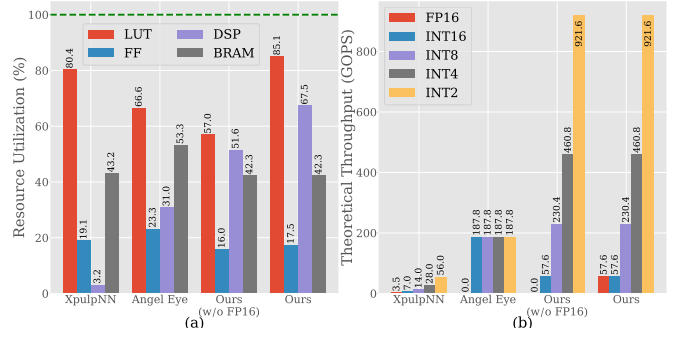 100
80
60
40
20
0
Resource Utilization (%)
LUT
FF
DSP
BRAM
80.4
19.1
3.2
43.2
66.6
23.3
31.0
53.3
57.0
16.0
51.6
42.3
85.1
17.5
67.5
42.3
XpulpNN
Angel Eye
Ours
(w/o FP16)
Ours
(a)
800
600
400
200
0
Theoretical Throughput (GOPS)
FP16
INT16
INT8
INT4
INT2
3.5
7.0
14.0
28.0
56.0
0.0
187.8
187.8
187.8
187.8
0.0
57.6
230.4
460.8
921.6
57.6
57.6
230.4
460.8
921.6
XpulpNN
Angel Eye
Ours
(w/o FP16)
Ours
(b)